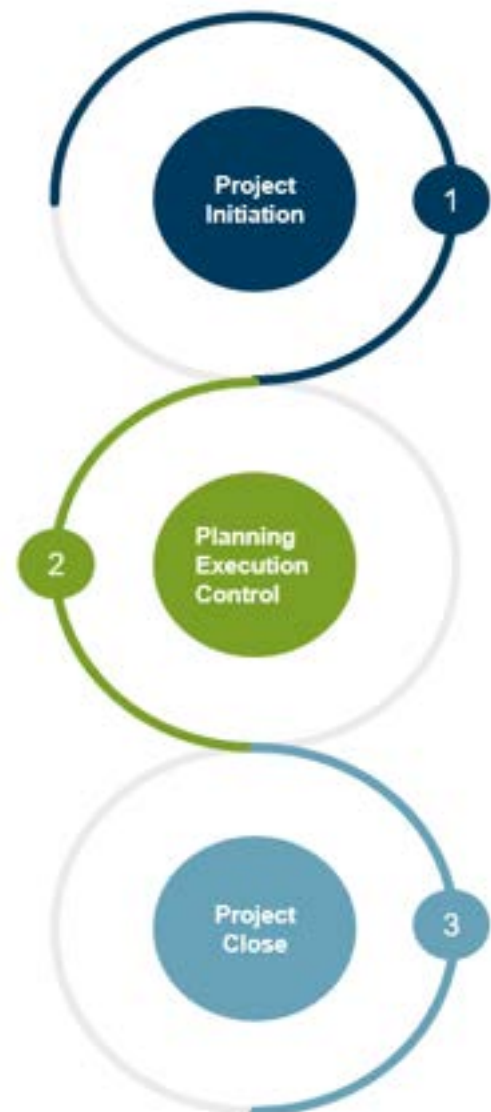 Project
Initiation
1
2
Planning
Execution
Control
Project
Close
3